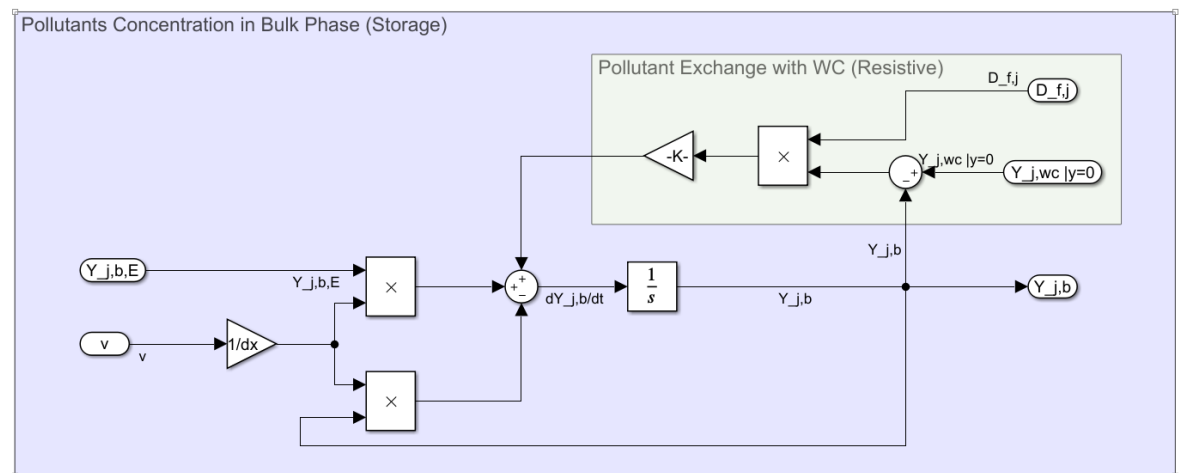 Pollutants Concentration in Bulk Phase (Storage)
Pollutant Exchange with WC (Resistive)
D_f,j
D_f,j
-K-
×
Y_j,wc |y=0
Y_j,wc |y=0
− +
Y_j,b
Y_j,b,E
Y_j,b,E
×
+ + −
dY_j,b/dt
1
s
Y_j,b
Y_j,b
v
v
1/dx
×